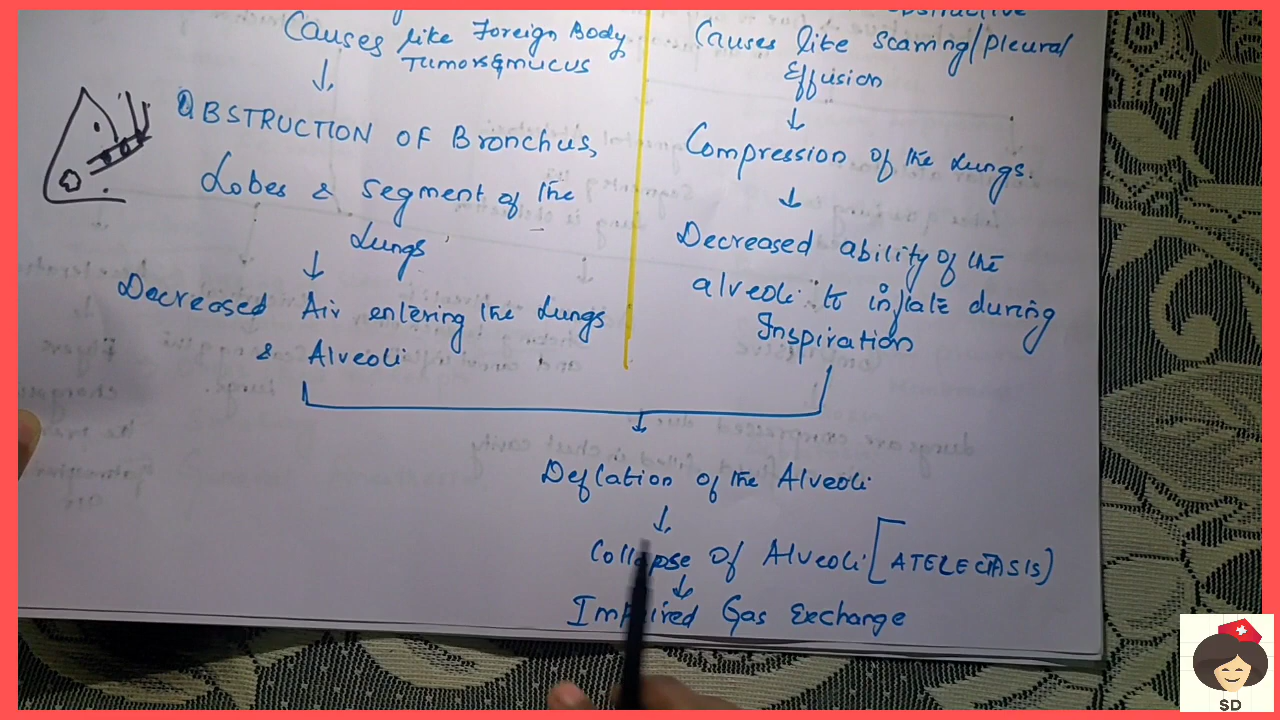 Causes like Foreign Body
Tumors & mucus
OBSTRUCTION OF Bronchus,
Lobes & Segment of the
Lungs
Decreased Air entering the Lungs
& Alveoli
Causes like Scarring/Pleural
Effusion
Compression of the Lungs.
Decreased ability of the
alveoli to inflate during
Inspiration
Deflation of the Alveoli
Collapse of Alveoli [ATELECTASIS)
Impaired Gas Exchange
SD